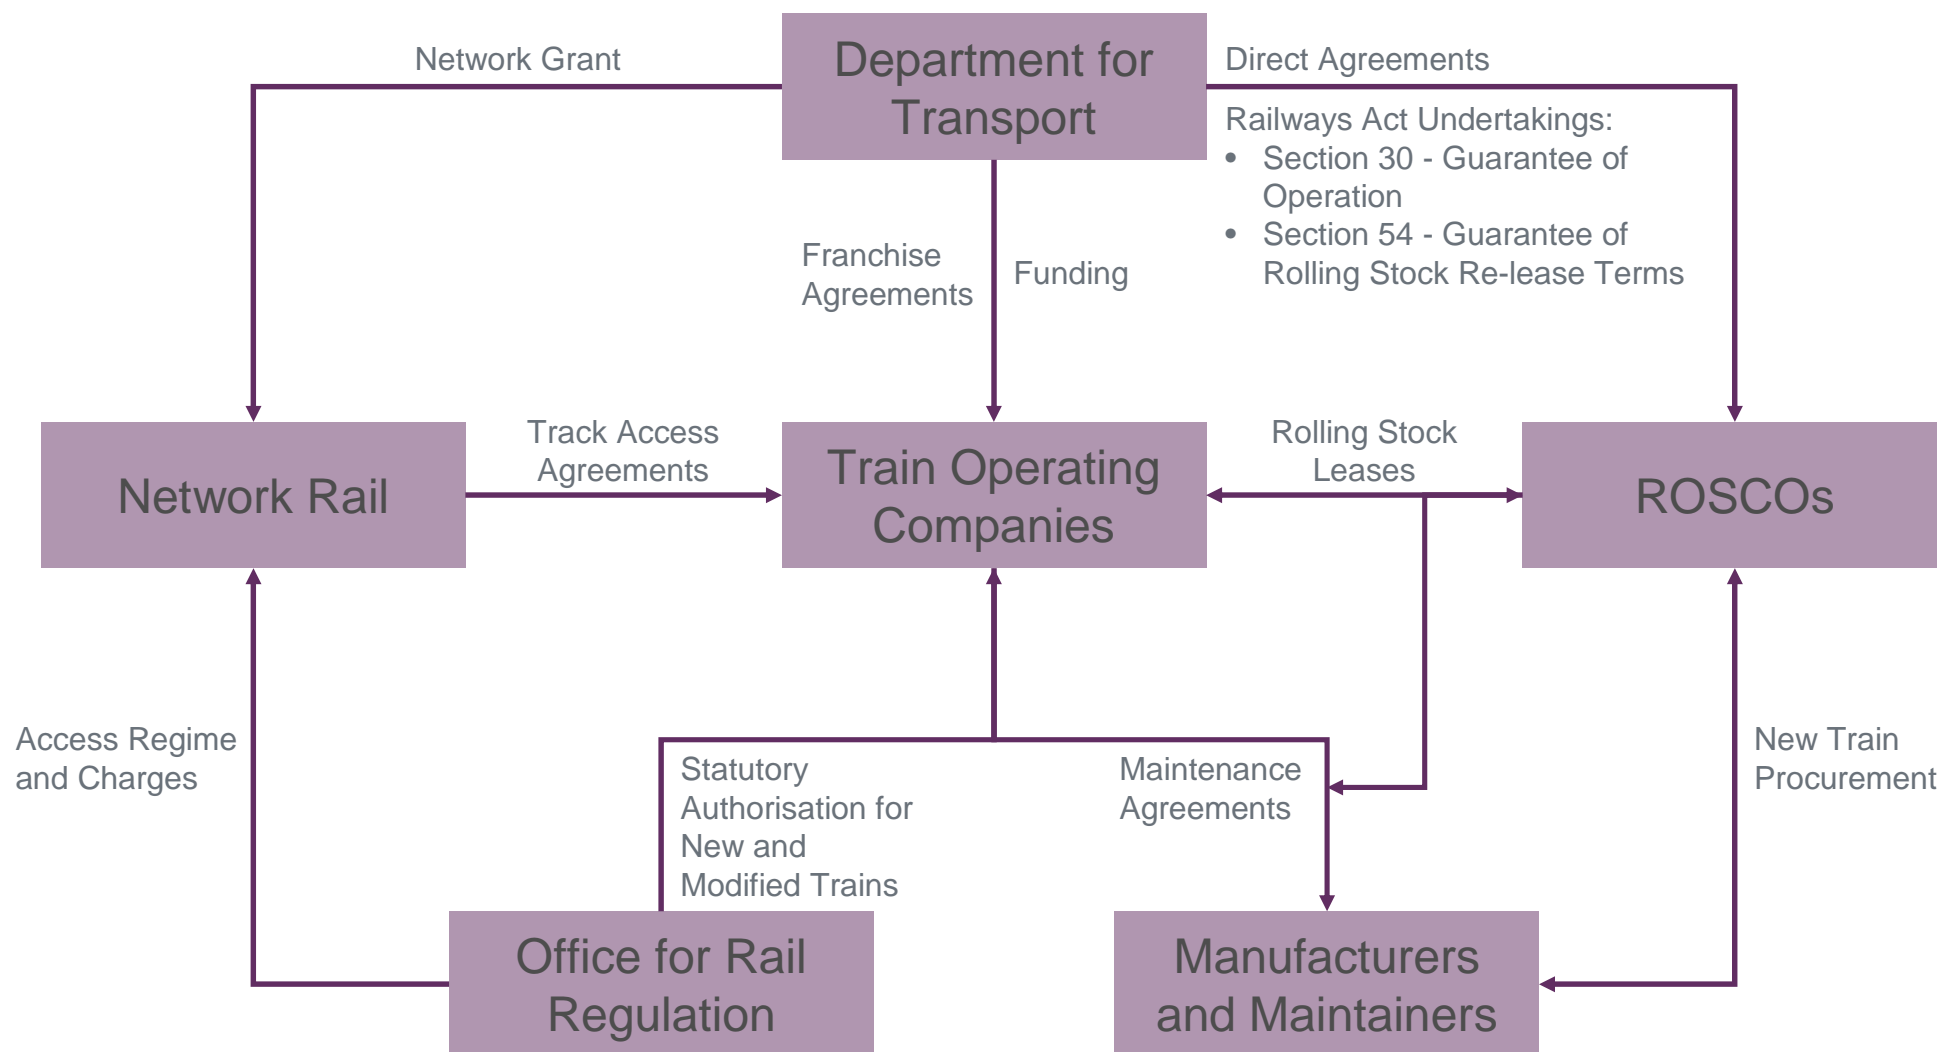 Network Grant
Department for
Transport
Direct Agreements
Railways Act Undertakings:
• Section 30 - Guarantee of
Operation
• Section 54 - Guarantee of
Rolling Stock Re-lease Terms
Franchise
Agreements
Funding
Network Rail
Track Access
Agreements
Train Operating
Companies
Rolling Stock
Leases
ROSCOs
Access Regime
and Charges
Statutory
Authorisation for
New and
Modified Trains
Maintenance
Agreements
New Train
Procurement
Office for Rail
Regulation
Manufacturers
and Maintainers